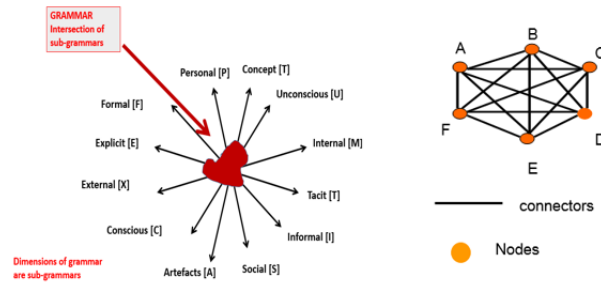 GRAMMAR
Intersection of
sub-grammars
Personal [P]
Concept [T]
Formal [F]
Unconscious [U]
Explicit [E]
Internal [M]
External [X]
Tacit [T]
Conscious [C]
Informal [I]
Artefacts [A]
Social [S]
Dimensions of grammar
are sub-grammars
A
B
C
F
D
E
connectors
Nodes